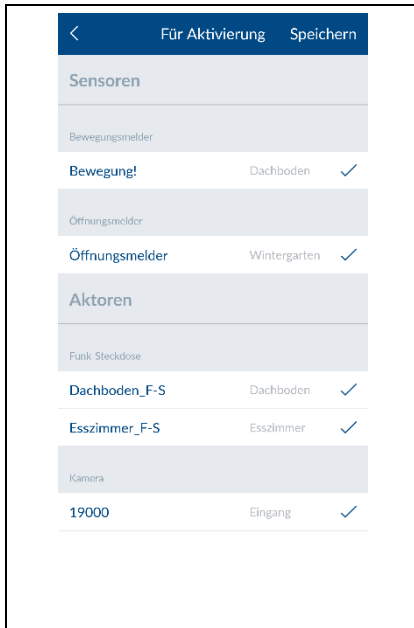 Für Aktivierung Speichern
Sensoren
Bewegungsmelder
Bewegung! Dachboden
Öffnungsmelder
Öffnungsmelder Wintergarten
Aktoren
Funk Steckdose
Dachboden_F-S Dachboden
Esszimmer_F-S Esszimmer
Kamera
19000 Eingang